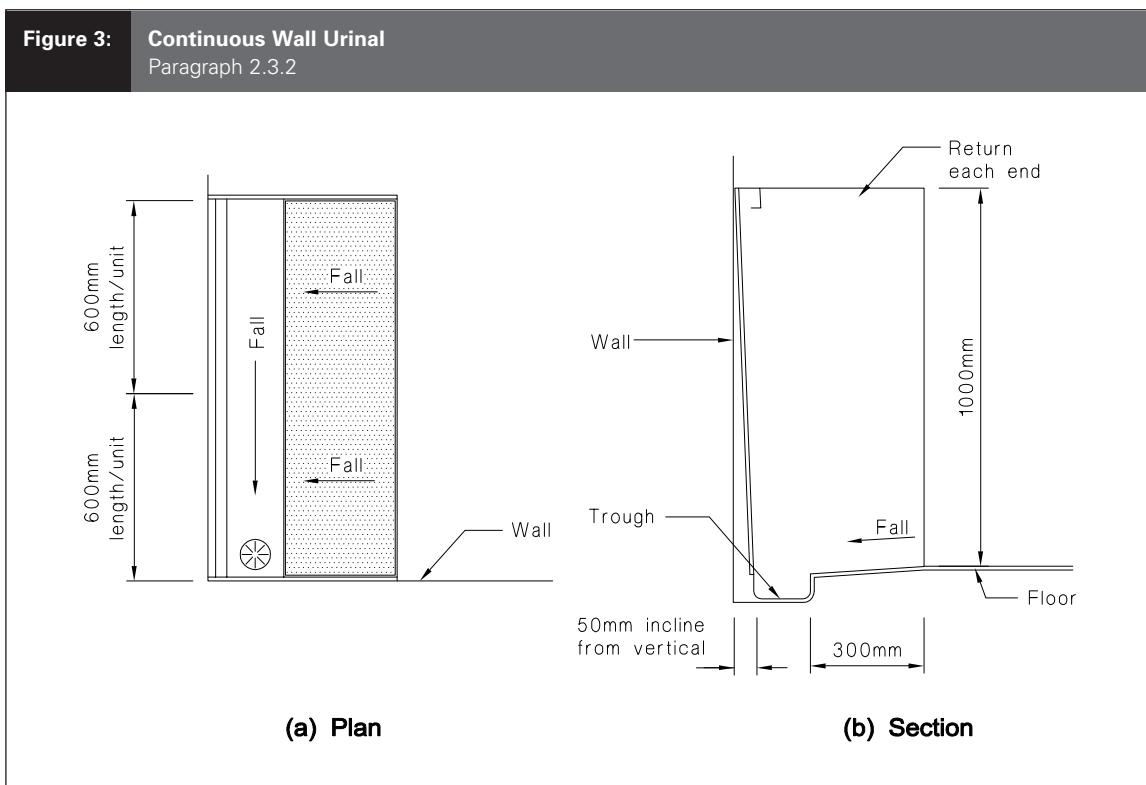 Figure 3:
Continuous Wall Urinal
Paragraph 2.3.2
600mm
length/unit
600mm
length/unit
Fall
Fall
Fall
Wall
(a) Plan
Return
each end
Wall
1000mm
Trough
Fall
Floor
50mm incline
from vertical
300mm
(b) Section